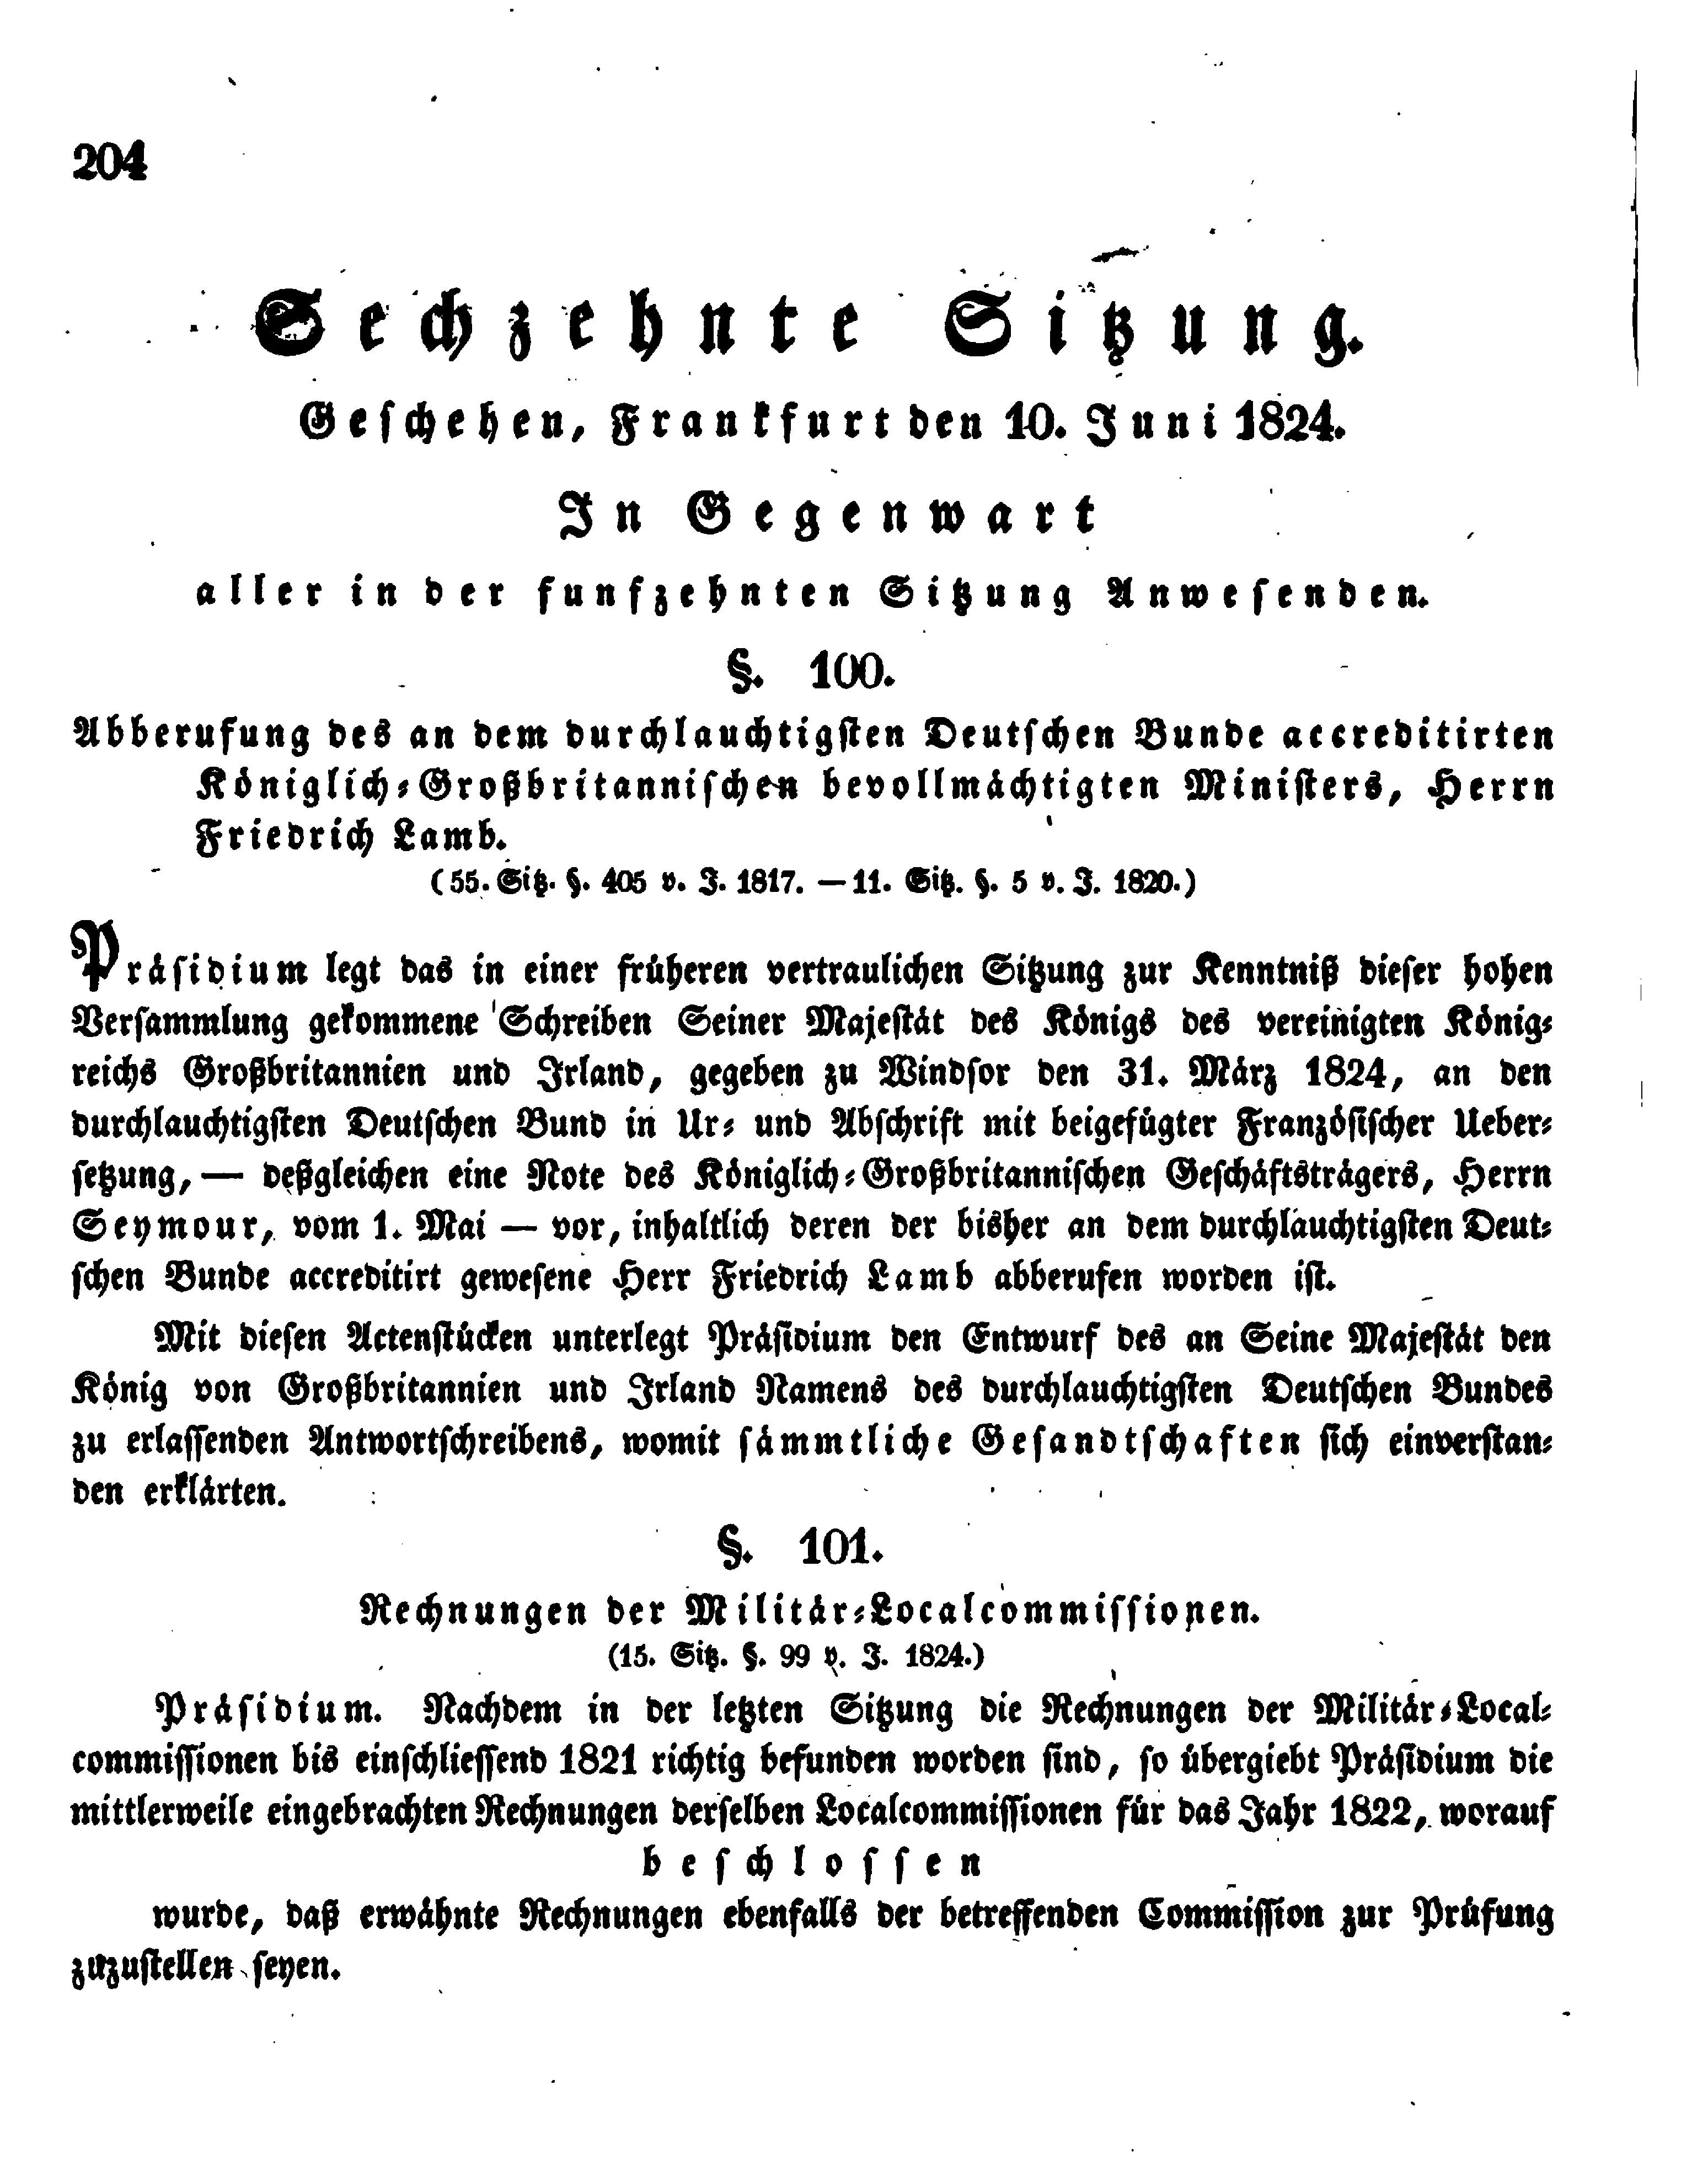 204
Sechzehnte Sitzung.
Geschehen, Frankfurt den 10. Juni 1824.
In Gegenwart
aller in der funfzehnten Sitzung Anwesenden.
§. 100.
Abberufung des an dem durchlauchtigsten Deutschen Bunde accreditirten
Königlich-Großbritannischen bevollmächtigten Ministers, Herrn
Friedrich Lamb.
(55. Sitz. §. 405 v. J. 1817. — 11. Sitz. §. 5 v. J. 1820.)
Präsidium legt das in einer früheren vertraulichen Sitzung zur Kenntniß dieser hohen
Versammlung gekommene Schreiben Seiner Majestät des Königs des vereinigten König-
reichs Großbritannien und Irland, gegeben zu Windsor den 31. März 1824, an den
durchlauchtigsten Deutschen Bund in Ur- und Abschrift mit beigefügter Französischer Ueber-
setzung, — deßgleichen eine Note des Königlich-Großbritannischen Geschäftsträgers, Herrn
Seymour, vom 1. Mai — vor, inhaltlich deren der bisher an dem durchlauchtigsten Deut-
schen Bunde accreditirt gewesene Herr Friedrich Lamb abberufen worden ist.
Mit diesen Actenstücken unterlegt Präsidium den Entwurf des an Seine Majestät den
König von Großbritannien und Irland Namens des durchlauchtigsten Deutschen Bundes
zu erlassenden Antwortschreibens, womit sämmtliche Gesandtschaften sich einverstan-
den erklärten.
§. 101.
Rechnungen der Militär-Localcommissionen.
(15. Sitz. §. 99 v. J. 1824.)
Präsidium. Nachdem in der letzten Sitzung die Rechnungen der Militär-Local-
commissionen bis einschliessend 1821 richtig befunden worden sind, so übergiebt Präsidium die
mittlerweile eingebrachten Rechnungen derselben Localcommissionen für das Jahr 1822, worauf
beschlossen
wurde, daß erwähnte Rechnungen ebenfalls der betreffenden Commission zur Prüfung
zuzustellen seyen.